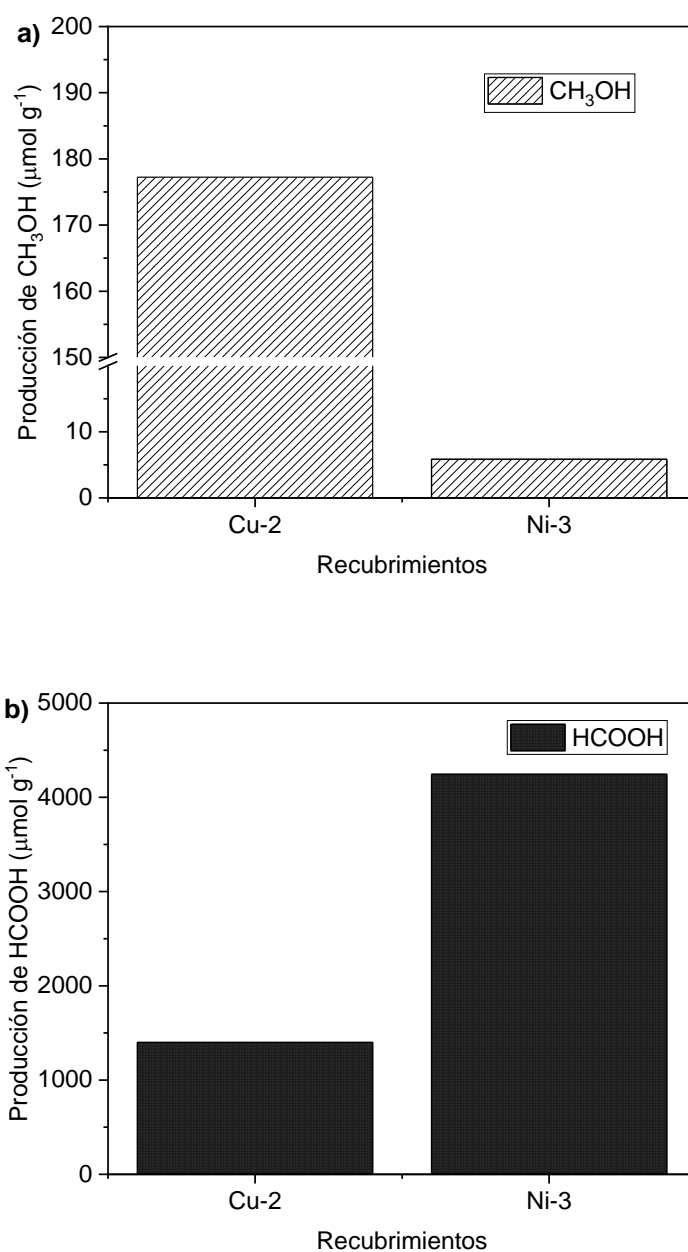 a)
200
190
180
170
160
150
10
0
Producción de CH₃OH (μmol g⁻¹)
CH₃OH
Cu-2
Ni-3
Recubrimientos
b)
5000
4000
3000
2000
1000
0
Producción de HCOOH (μmol g⁻¹)
HCOOH
Cu-2
Ni-3
Recubrimientos